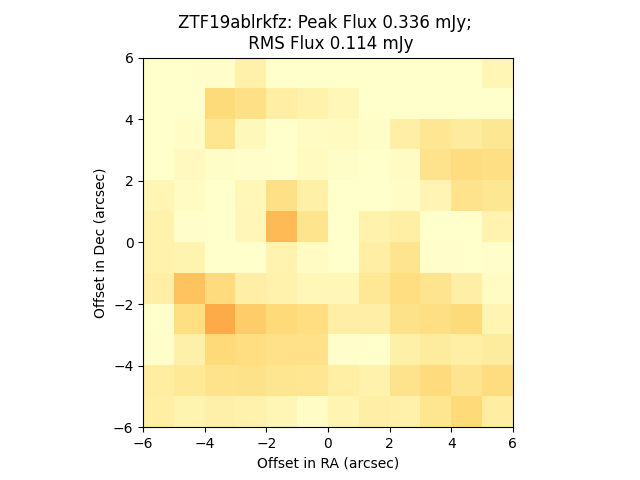 ZTF19ablrkfz: Peak Flux 0.336 mJy;
RMS Flux 0.114 mJy
6
4
2
0
−2
−4
−6
Offset in Dec (arcsec)
−6 −4 −2 0 2 4 6
Offset in RA (arcsec)